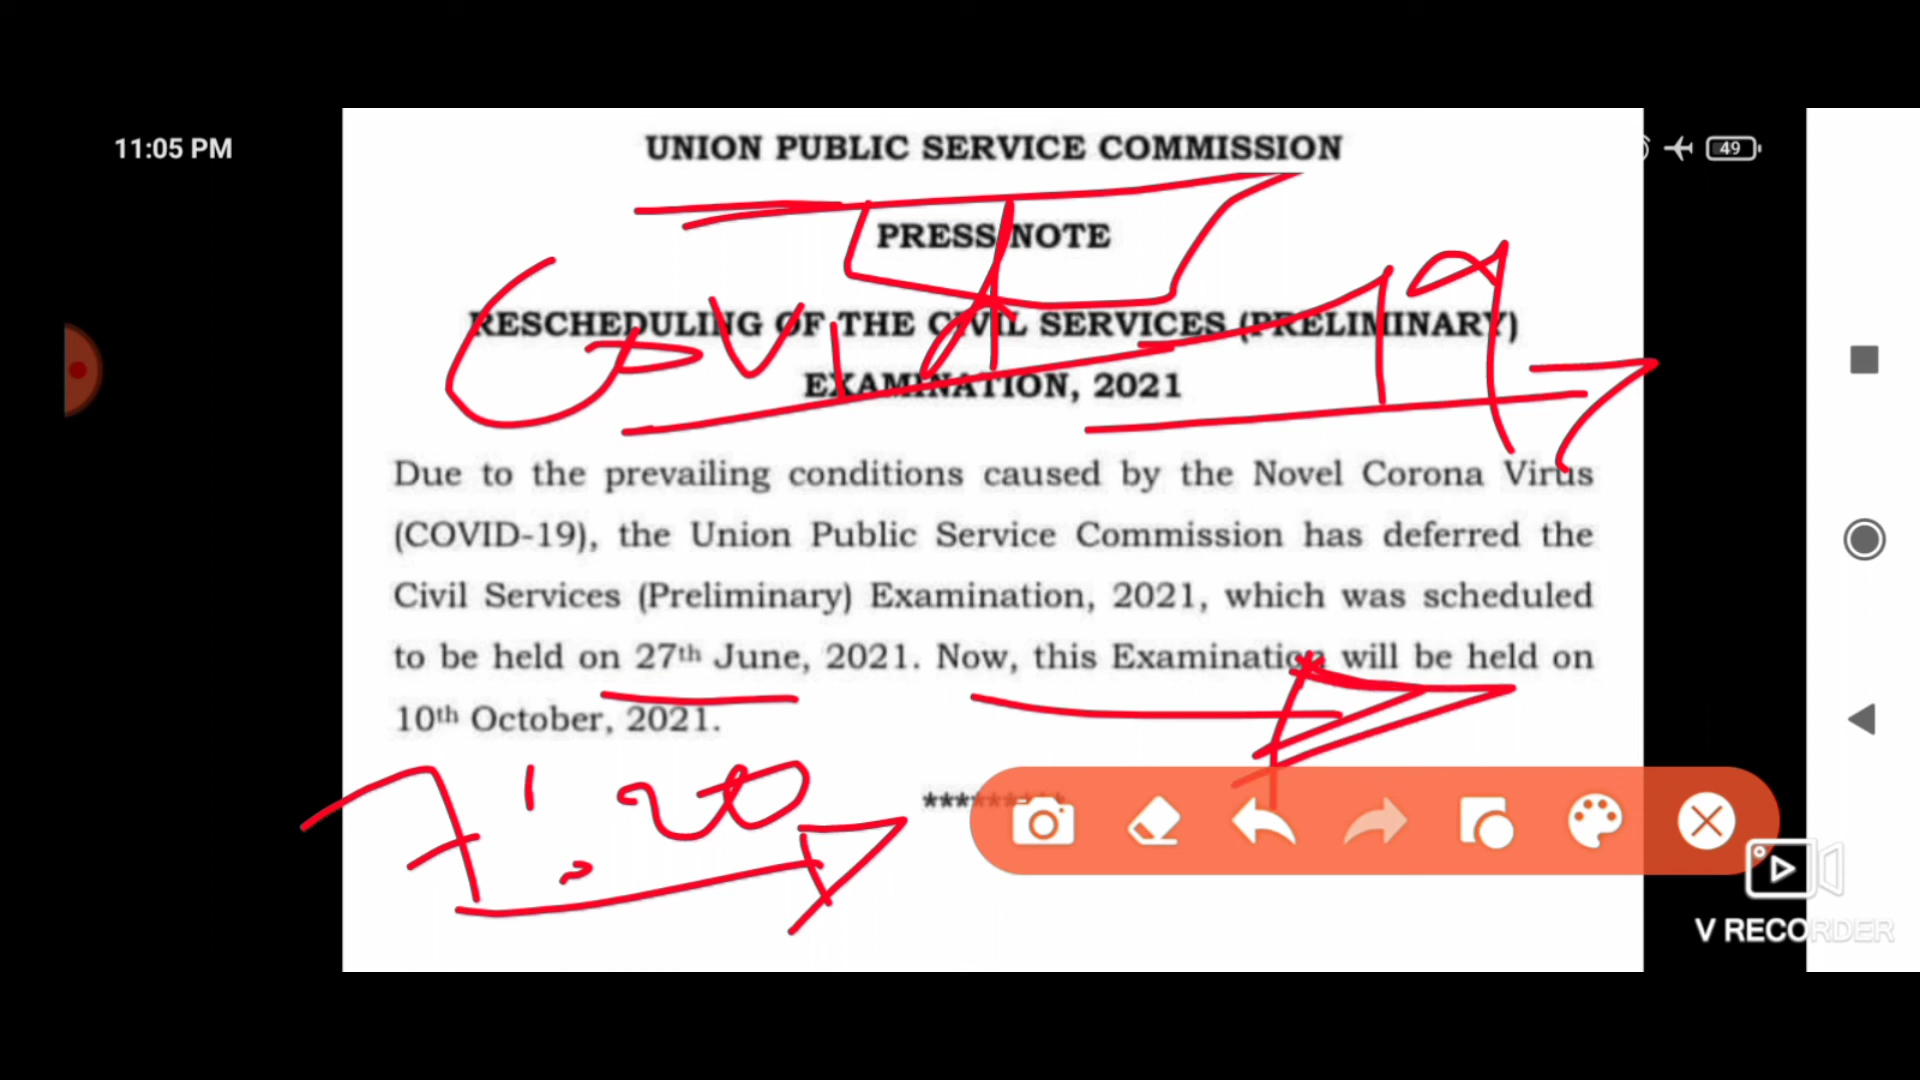 11:05 PM
49
UNION PUBLIC SERVICE COMMISSION
PRESS NOTE
RESCHEDULING OF THE CIVIL SERVICES (PRELIMINARY)
EXAMINATION, 2021
Covid 19
Due to the prevailing conditions caused by the Novel Corona Virus
(COVID-19), the Union Public Service Commission has deferred the
Civil Services (Preliminary) Examination, 2021, which was scheduled
to be held on 27th June, 2021. Now, this Examination will be held on
10th October, 2021.
*********
V RECORDER